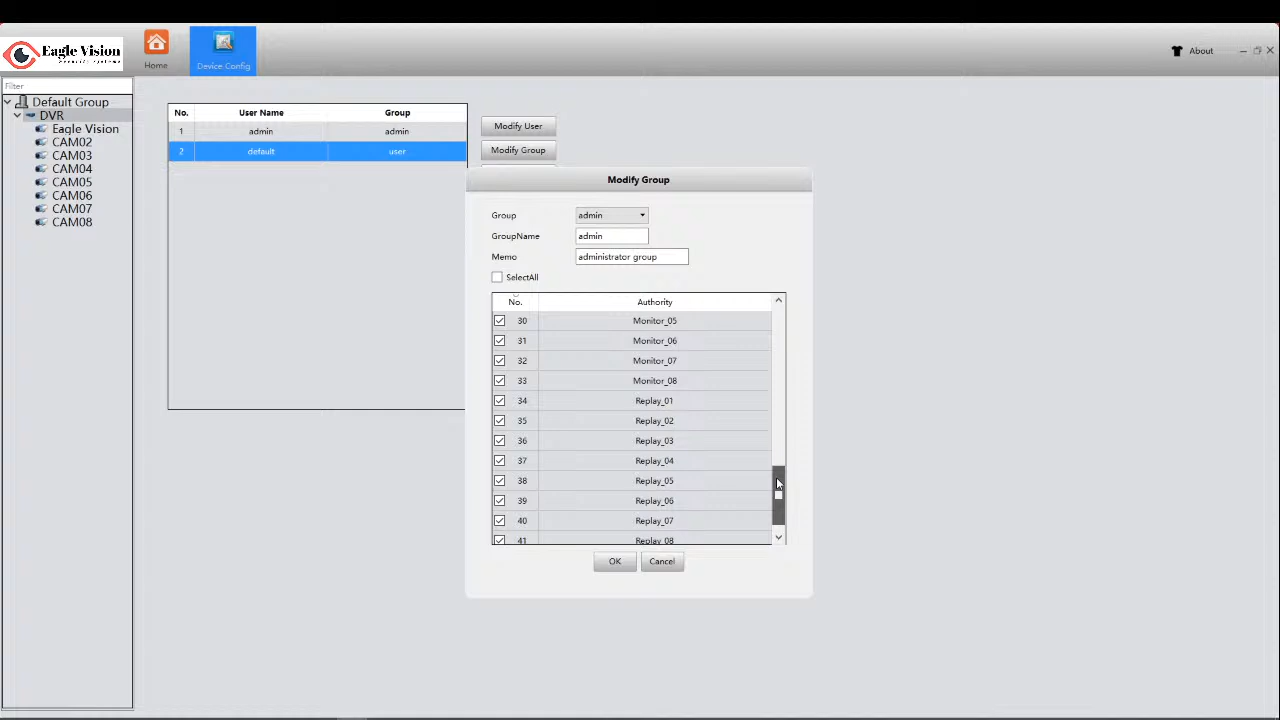 Eagle Vision
security systems
Home
Device Config
About
Filter
Default Group
DVR
Eagle Vision
CAM02
CAM03
CAM04
CAM05
CAM06
CAM07
CAM08
No. User Name Group
1 admin admin
2 default user
Modify User
Modify Group
Modify Group
Group admin
GroupName admin
Memo administrator group
SelectAll
No. Authority
30 Monitor_05
31 Monitor_06
32 Monitor_07
33 Monitor_08
34 Replay_01
35 Replay_02
36 Replay_03
37 Replay_04
38 Replay_05
39 Replay_06
40 Replay_07
41 Replay_08
OK Cancel